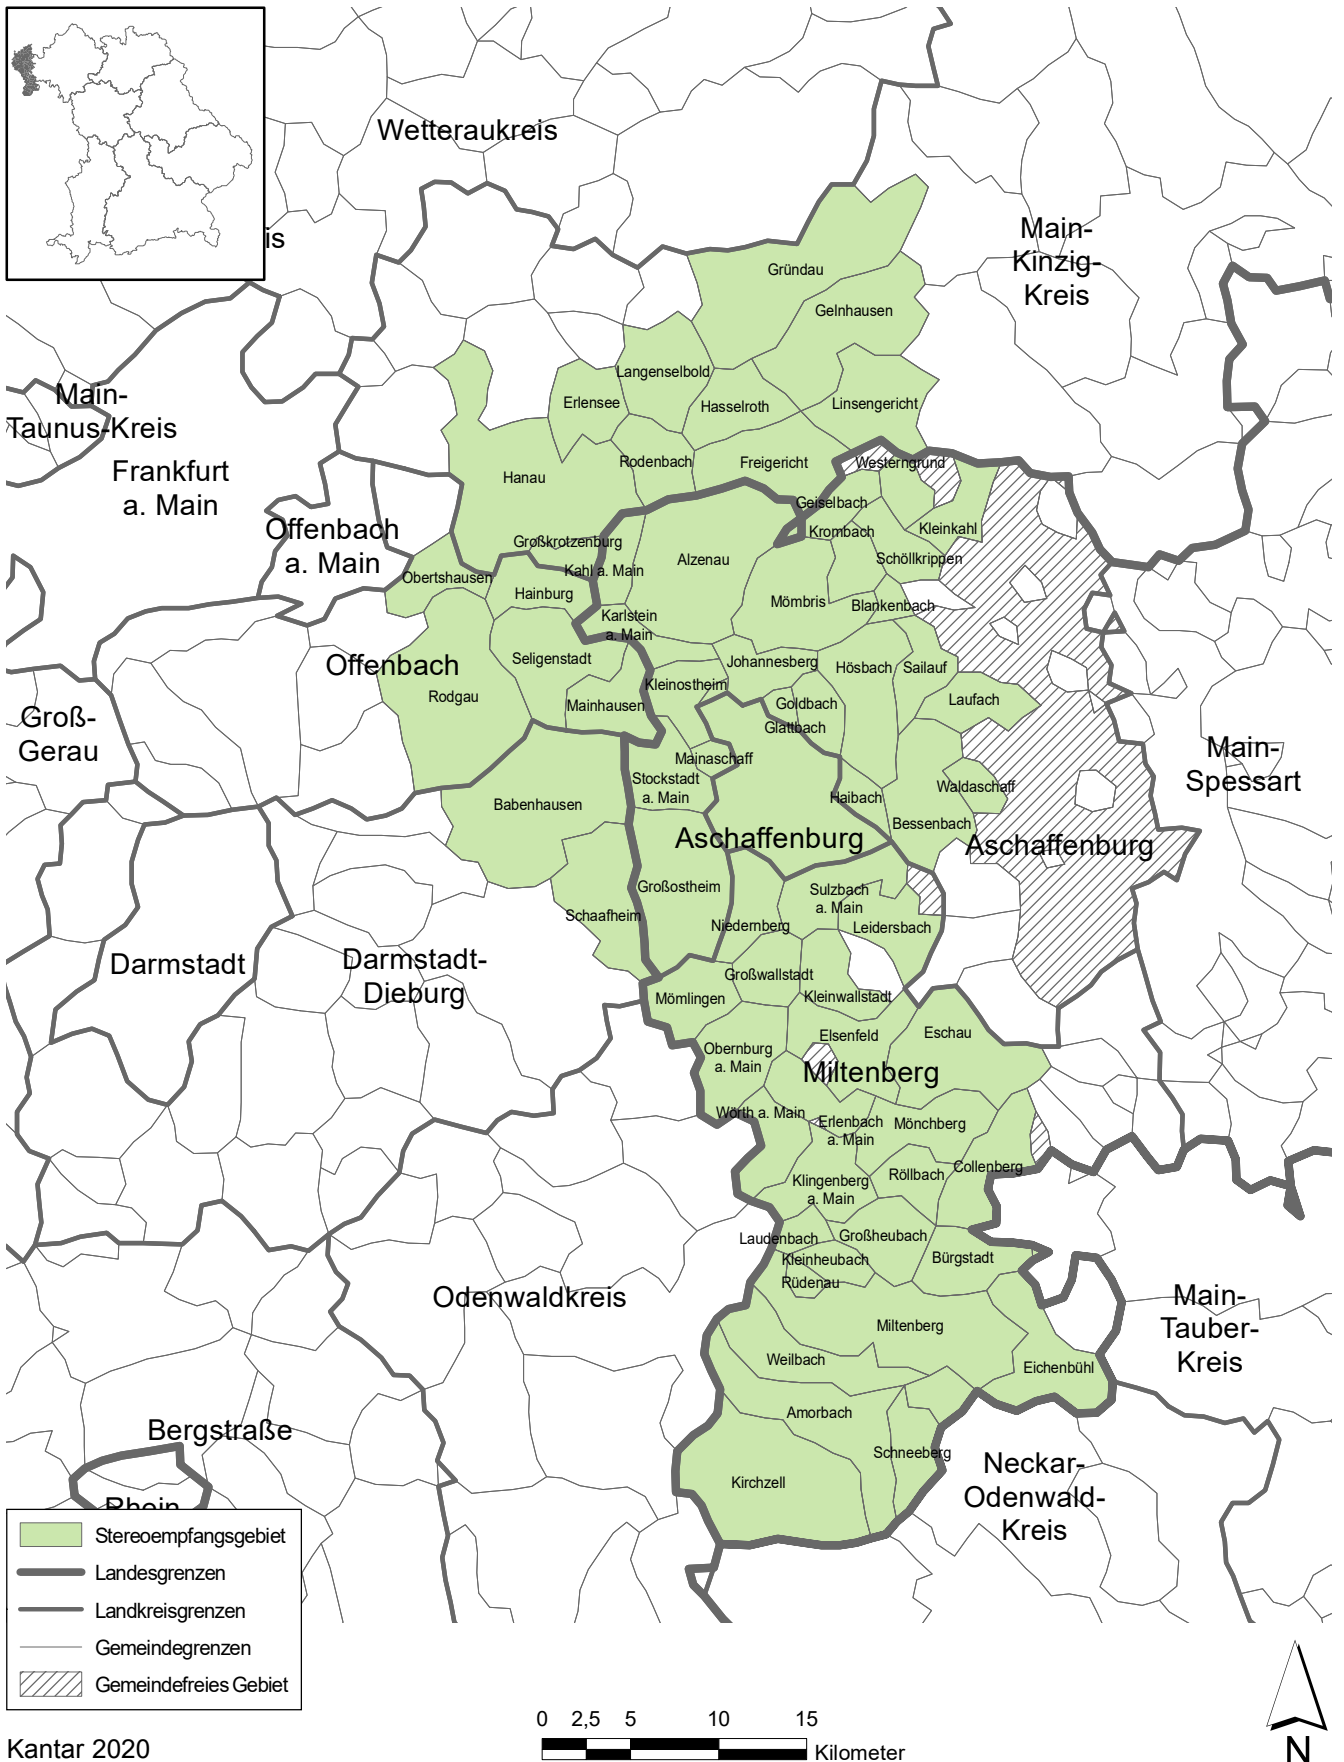 Wetteraukreis
is
Main-
Kinzig-
Kreis
Gründau
Gelnhausen
Langenselbold
Erlensee
Hasselroth
Linsengericht
Main-
Taunus-Kreis
Frankfurt
a. Main
Hanau
Rodenbach
Freigericht
Westerngrund
Geiselbach
Offenbach
a. Main
Großkrotzenburg
Kahl a. Main
Alzenau
Krombach
Kleinkahl
Schöllkrippen
Obertshausen
Hainburg
Karlstein
a. Main
Mömbris
Blankenbach
Offenbach
Seligenstadt
Rodgau
Mainhausen
Kleinostheim
Johannesberg
Hösbach
Sailauf
Goldbach
Glattbach
Laufach
Groß-
Gerau
Mainaschaff
Stockstadt
a. Main
Main-
Spessart
Babenhausen
Haibach
Waldaschaff
Bessenbach
Aschaffenburg
Aschaffenburg
Großostheim
Sulzbach
a. Main
Schaafheim
Niedernberg
Leidersbach
Darmstadt
Darmstadt-
Dieburg
Großwallstadt
Mömlingen
Kleinwallstadt
Elsenfeld
Eschau
Obernburg
a. Main
Miltenberg
Wörth a. Main
Erlenbach
a. Main
Mönchberg
Collenberg
Röllbach
Klingenberg
a. Main
Laudenbach
Großheubach
Kleinheubach
Bürgstadt
Rüdenau
Odenwaldkreis
Main-
Tauber-
Kreis
Miltenberg
Weilbach
Eichenbühl
Amorbach
Bergstraße
Schneeberg
Kirchzell
Neckar-
Odenwald-
Kreis
Rhein
Stereoempfangsgebiet
Landesgrenzen
Landkreisgrenzen
Gemeindegrenzen
Gemeindefreies Gebiet
Kantar 2020
0 2,5 5 10 15
Kilometer
N